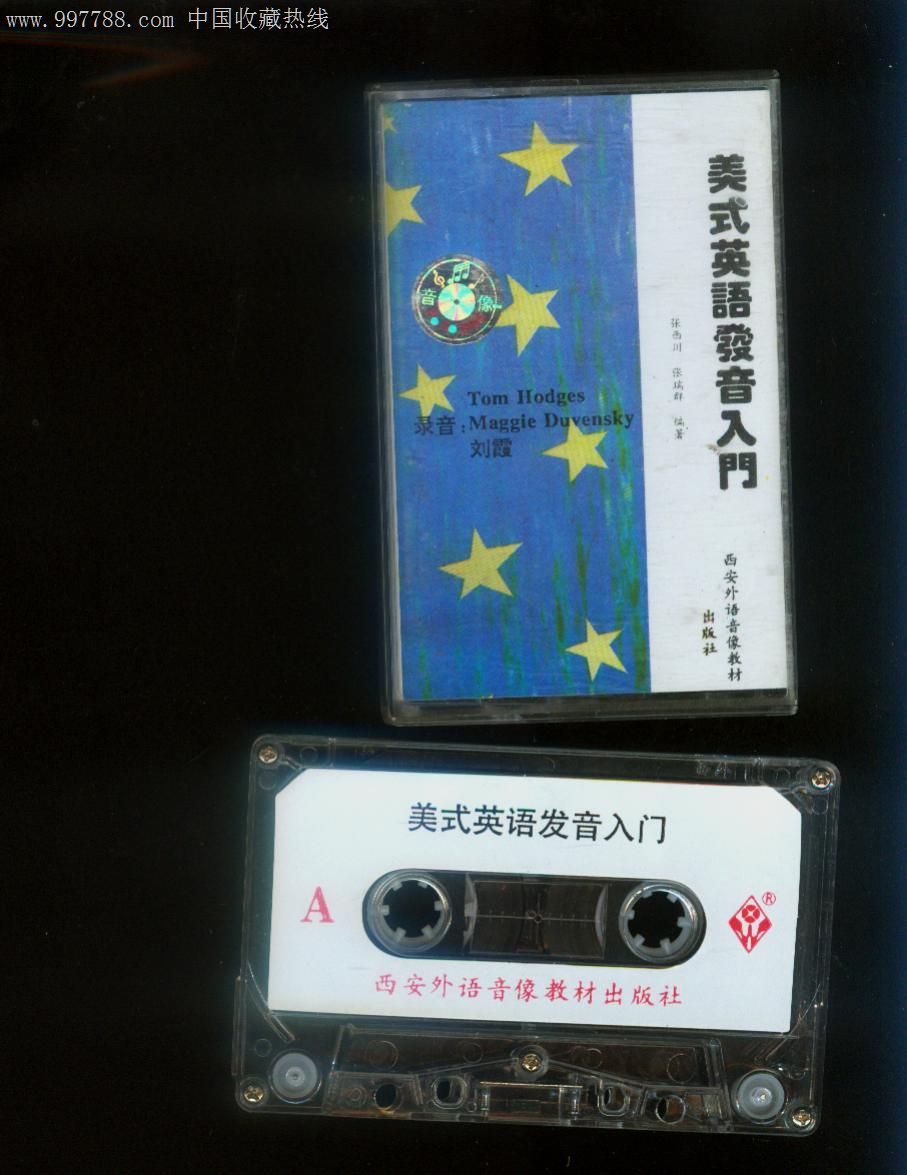 www.997788.com 中国收藏热线
美式英語發音入門
张西川 张瑞群 编著
音 像
Tom Hodges
录音:Maggie Duvensky
刘霞
西安外语音像教材
出版社
美式英语发音入门
A
®
西安外语音像教材出版社